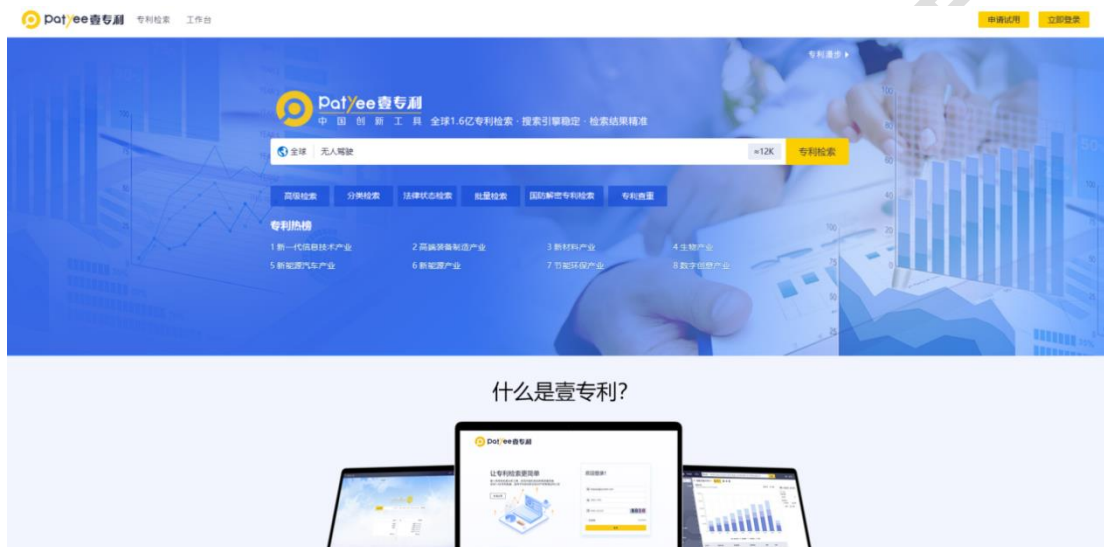 Patyee壹专利 专利检索 工作台 申请试用 立即登录
专利漫步
Patyee壹专利
中国创新工具 全球1.6亿专利检索 · 搜索引擎稳定 · 检索结果精准
全球 无人驾驶 ≈12K 专利检索
高级检索 分类检索 法律状态检索 批量检索 国防解密专利检索 专利查重
专利热榜
1 新一代信息技术产业 2 高端装备制造产业 3 新材料产业 4 生物产业
5 新能源汽车产业 6 新能源产业 7 节能环保产业 8 数字创意产业
什么是壹专利?
Patyee壹专利
让专利检索更简单
欢迎登录!